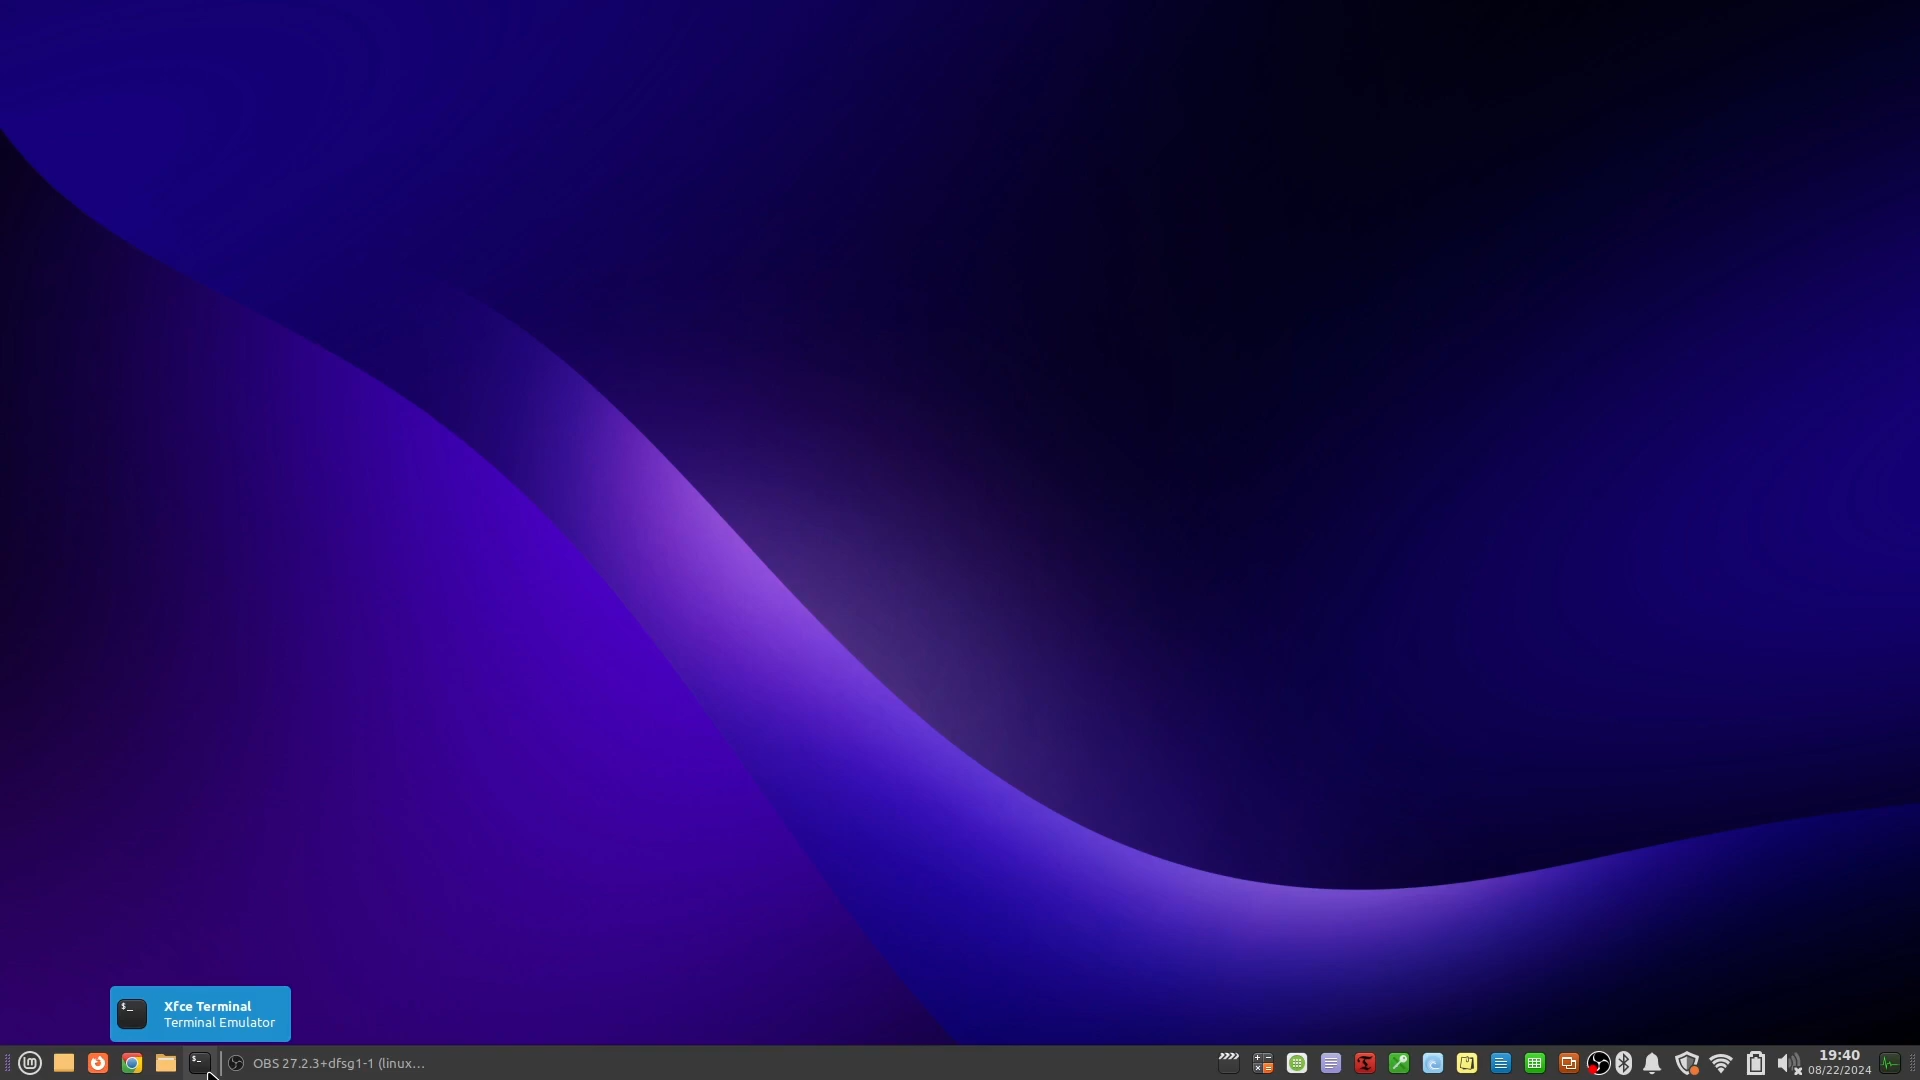 $_
Xfce Terminal
Terminal Emulator
$_
OBS 27.2.3+dfsg1-1 (linux...
19:40
08/22/2024